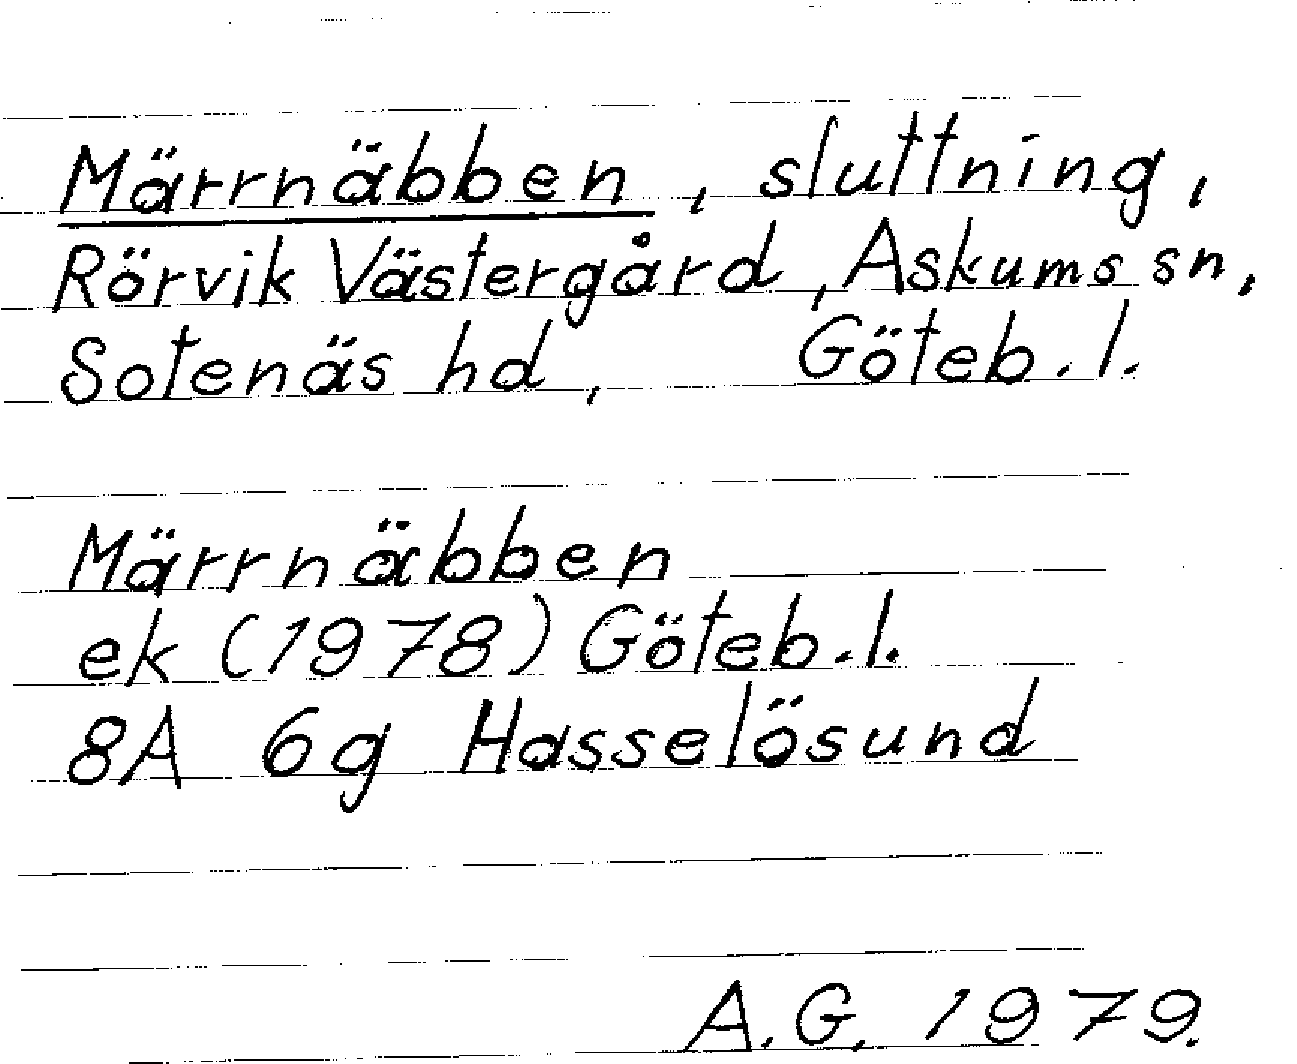 Märrnäbben, sluttning,
Rörvik Västergård, Askums sn,
Sotenäs hd, Göteb. l.
Märrnäbben
ek (1978) Göteb. l.
8A 6g Hasselösund
A.G. 1979.